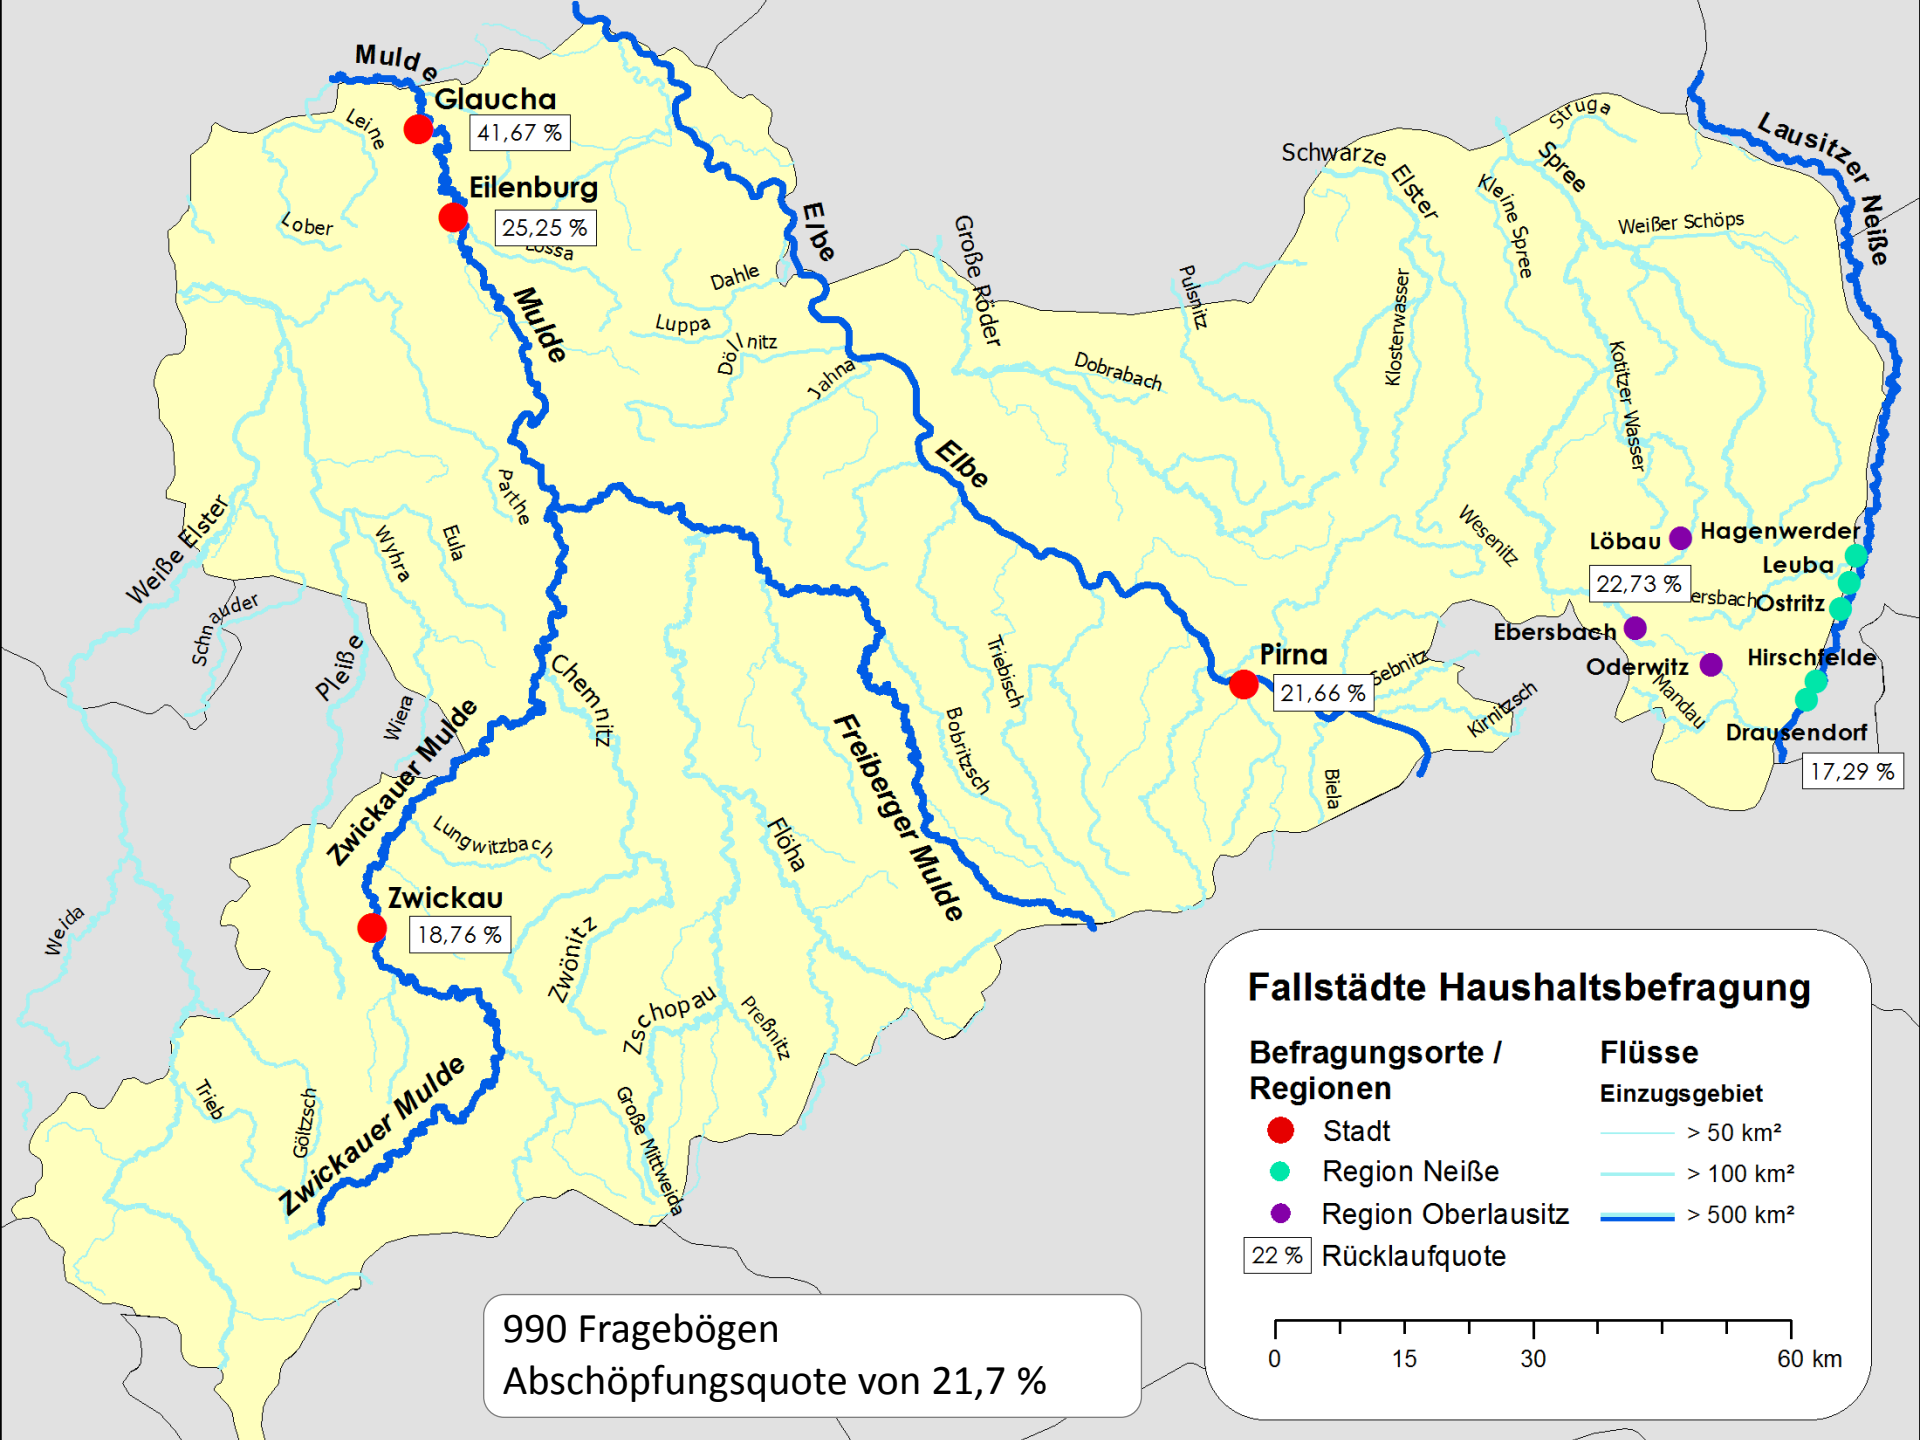 Mulde
Glaucha
41,67 %
Leine
Eilenburg
25,25 %
Lober
Lossa
Mulde
Dahle
Luppa
Döllnitz
Jahna
Elbe
Elbe
Große Röder
Dobrabach
Pulsnitz
Schwarze Elster
Klosterwasser
Struga
Spree
Kleine Spree
Weißer Schöps
Kotitzer Wasser
Lausitzer Neiße
Parthe
Eula
Wyhra
Weiße Elster
Schnauder
Pleiße
Wiera
Chemnitz
Zwickauer Mulde
Lungwitzbach
Zwickau
18,76 %
Weida
Zwönitz
Zschopau
Preßnitz
Flöha
Freiberger Mulde
Bobritzsch
Triebisch
Wesenitz
Pirna
21,66 %
Sebnitz
Kirnitzsch
Biela
Löbau
22,73 %
Hagenwerder
Leuba
ersbach
Ostritz
Ebersbach
Oderwitz
Hirschfelde
Mandau
Drausendorf
17,29 %
Trieb
Göltzsch
Zwickauer Mulde
Große Mittweida
990 Fragebögen
Abschöpfungsquote von 21,7 %
Fallstädte Haushaltsbefragung
Befragungsorte /
Regionen
Stadt
Region Neiße
Region Oberlausitz
22 % Rücklaufquote
Flüsse
Einzugsgebiet
> 50 km²
> 100 km²
> 500 km²
0 15 30 60 km